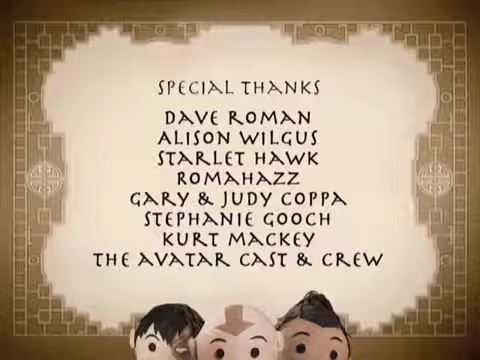 SPECIAL THANKS
DAVE ROMAN
ALISON WILGUS
STARLET HAWK
ROMAHAZZ
GARY & JUDY COPPA
STEPHANIE GOOCH
KURT MACKEY
THE AVATAR CAST & CREW